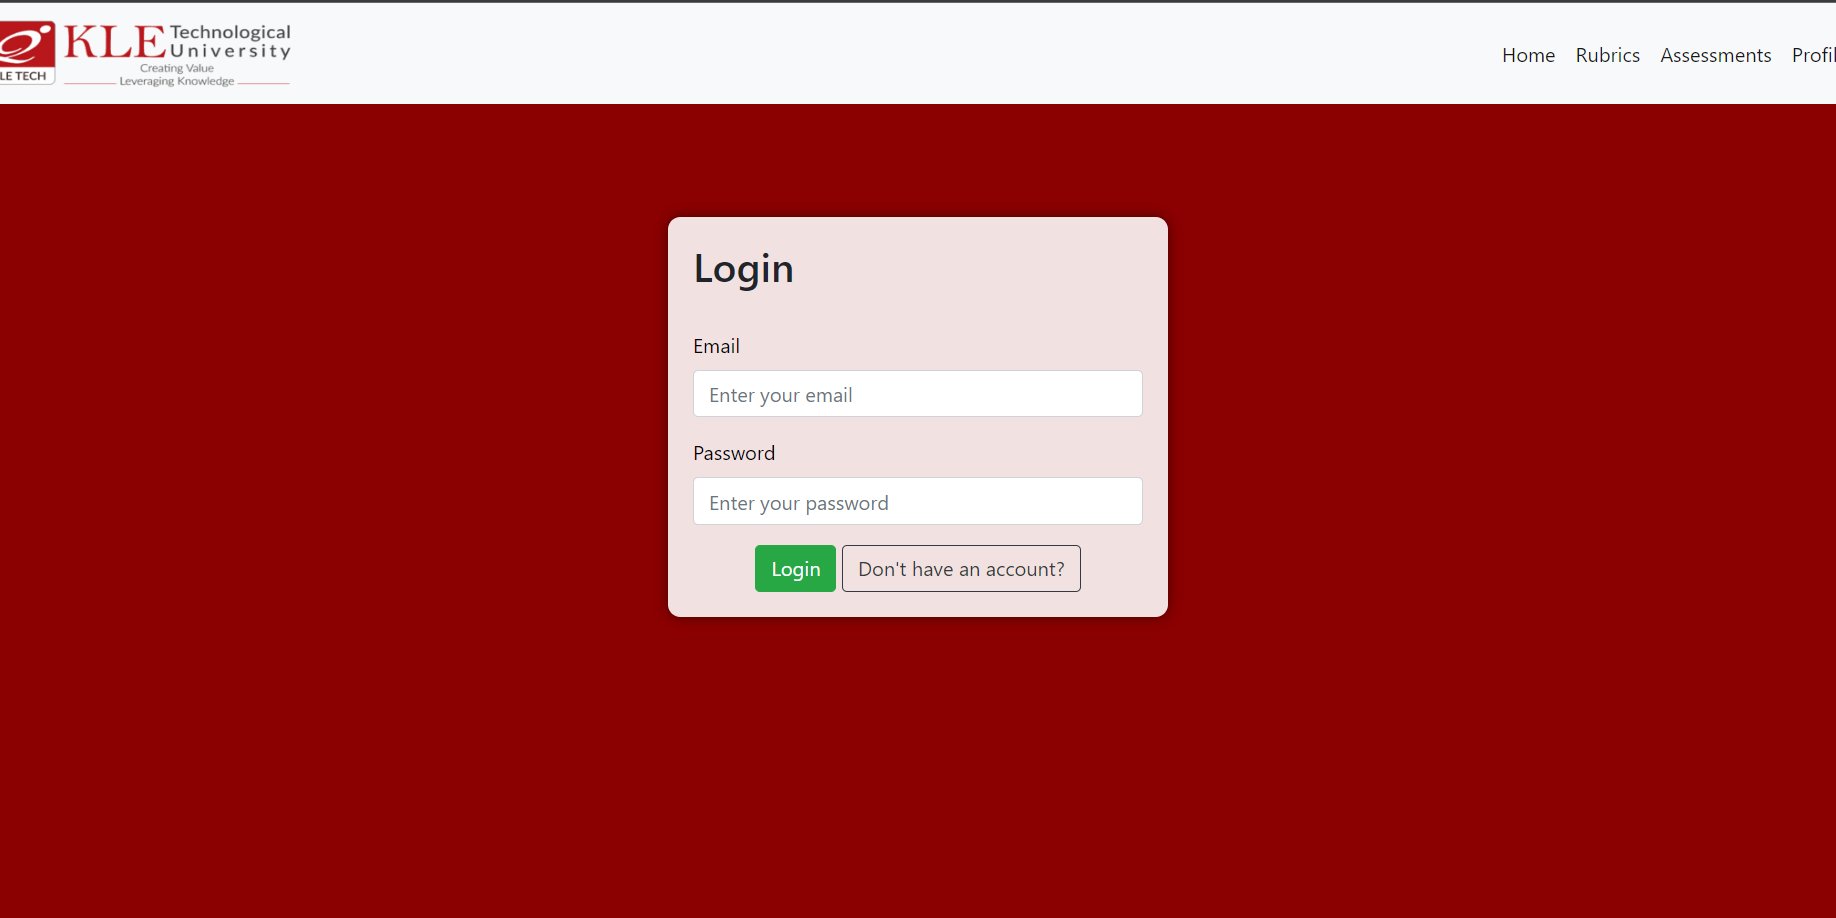 LE TECH
KLE Technological University
Creating Value
Leveraging Knowledge
Home Rubrics Assessments Profil
Login
Email
Enter your email
Password
Enter your password
Login Don't have an account?